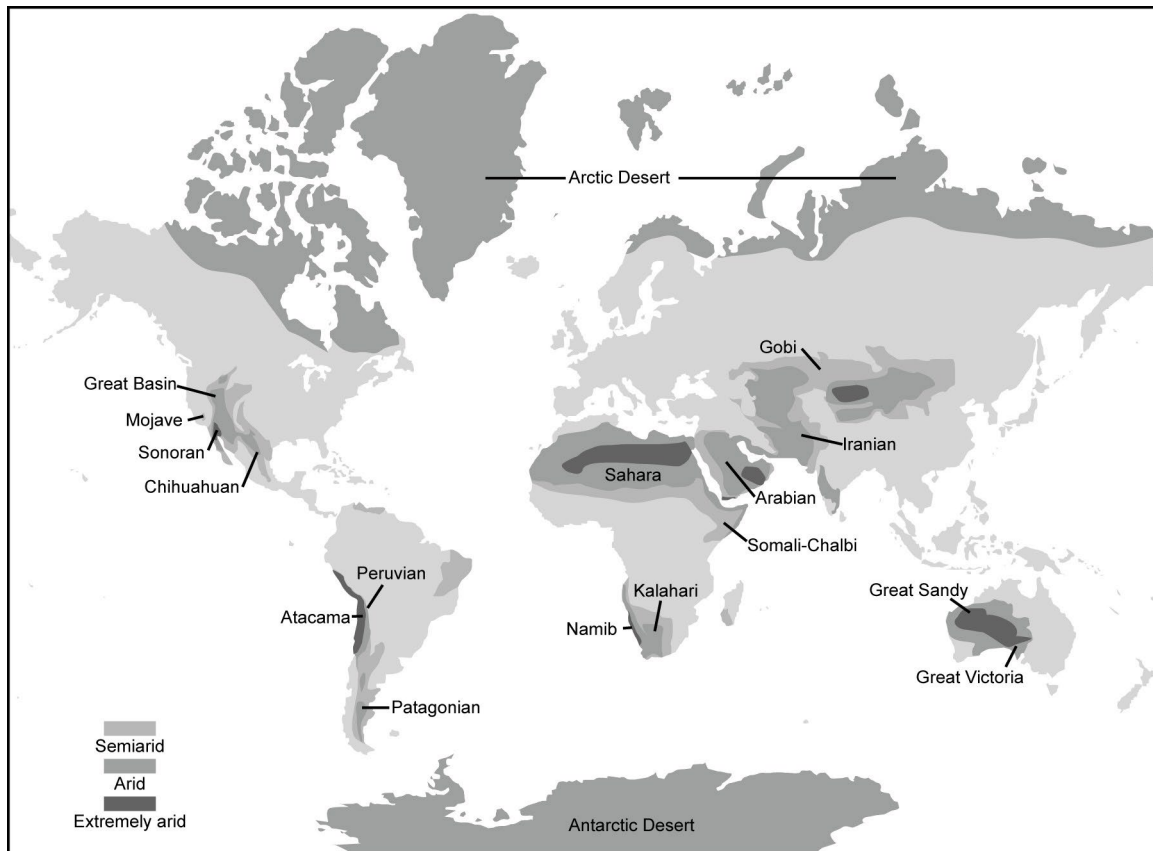 Arctic Desert
Gobi
Great Basin
Mojave
Sonoran
Chihuahuan
Iranian
Sahara
Arabian
Somali-Chalbi
Peruvian
Atacama
Kalahari
Namib
Great Sandy
Great Victoria
Patagonian
Semiarid
Arid
Extremely arid
Antarctic Desert